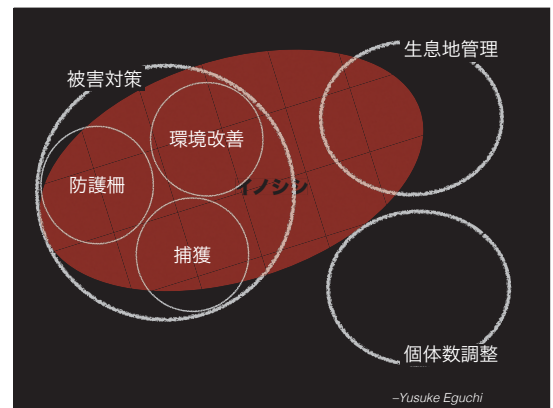 生息地管理
被害対策
環境改善
防護柵
イノシシ
捕獲
個体数調整
–Yusuke Eguchi